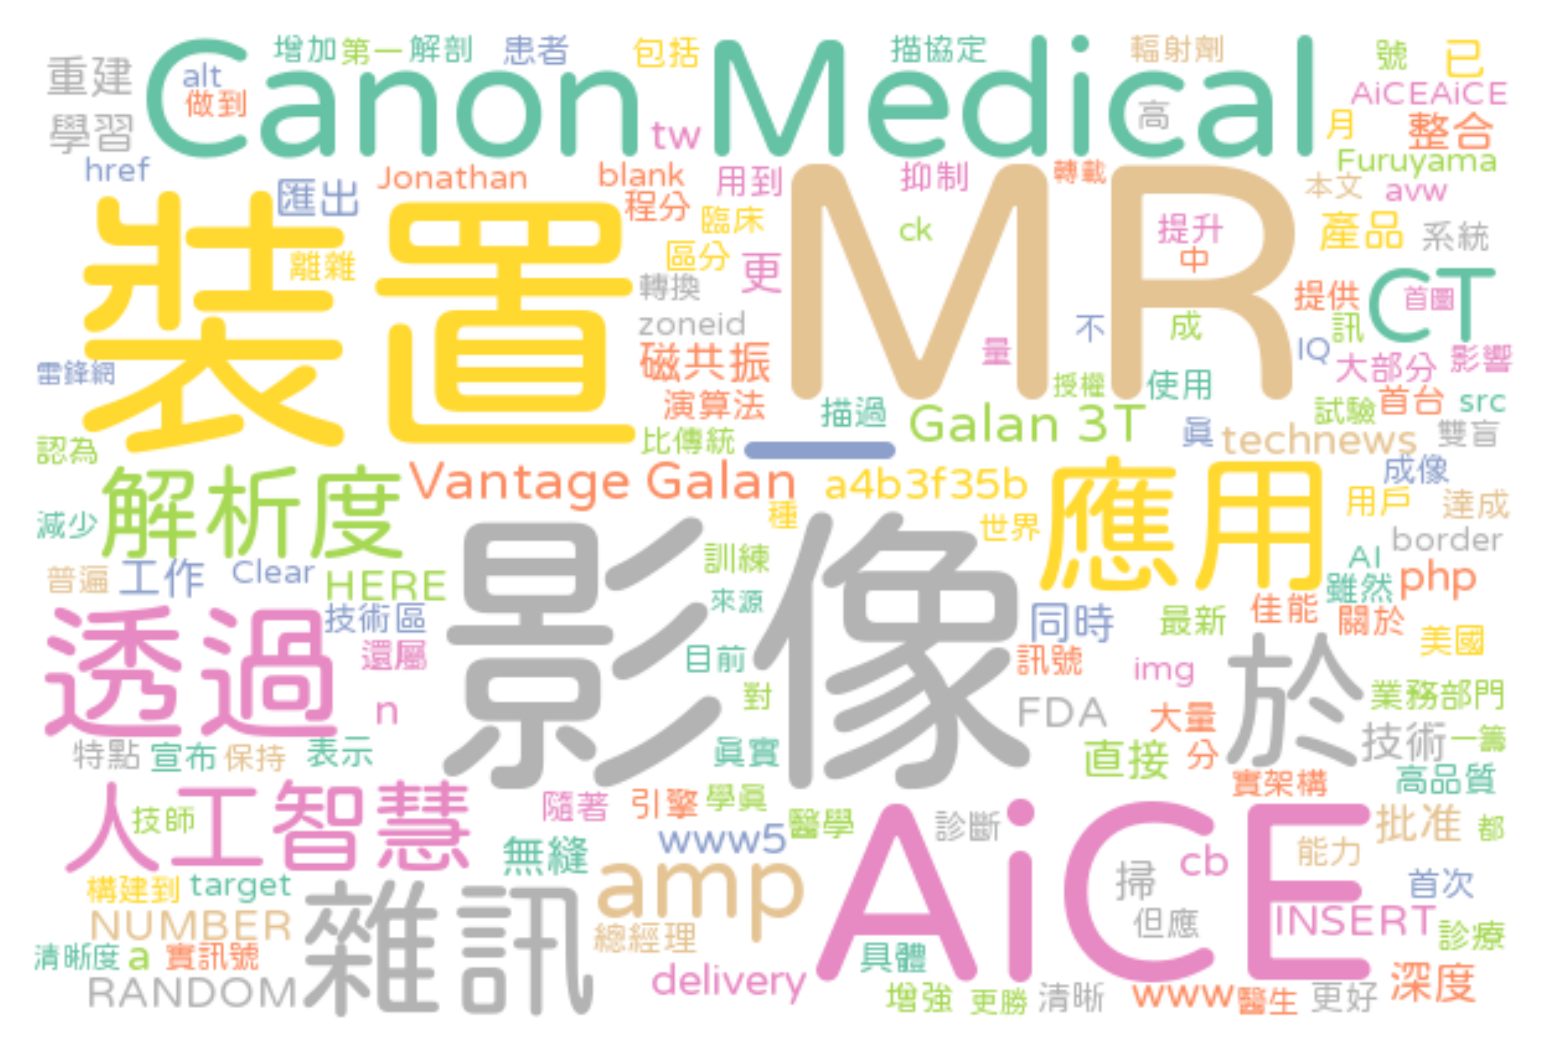 重建
學習
alt
做到
增加
第一
解剖
患者
包括
描協定
輻射劑
號
已
Canon Medical
AiCEAiCE
高
tw
月
整合
href
匯出
Jonathan
blank
程分
用到
抑制
轉載
Furuyama
本文
avw
裝置
MR
臨床
ck
提升
中
產品
系統
離雜
區分
更
轉換
zoneid
提供
CT
首圖
訊
不
成
量
IQ
大部分
影響
雷鋒網
磁共振
演算法
授權
使用
首台
src
試驗
描過
Galan 3T
比傳統
眞
technews
雙盲
認為
一
解析度
Vantage Galan
a4b3f35b
應用
成像
用戶
達成
減少
種
世界
border
普遍
工作
Clear
HERE
訓練
AI
雖然
php
影像
來源
同時
最新
佳能
關於
透過
技術區
還屬
目前
訊號
美國
img
於
業務部門
n
對
FDA
大量
技術
一籌
特點
宣布
保持
表示
眞實
直接
分
實架構
高品質
人工智慧
技師
隨著
引擎
學眞
醫學
診斷
AiCE
批准
都
無縫
www5
能力
構建到
target
amp
掃
cb
首次
NUMBER
雜訊
但應
INSERT
診療
清晰度
a
實訊號
總經理
具體
RANDOM
delivery
增強
更勝
清晰
www
醫生
更好
深度